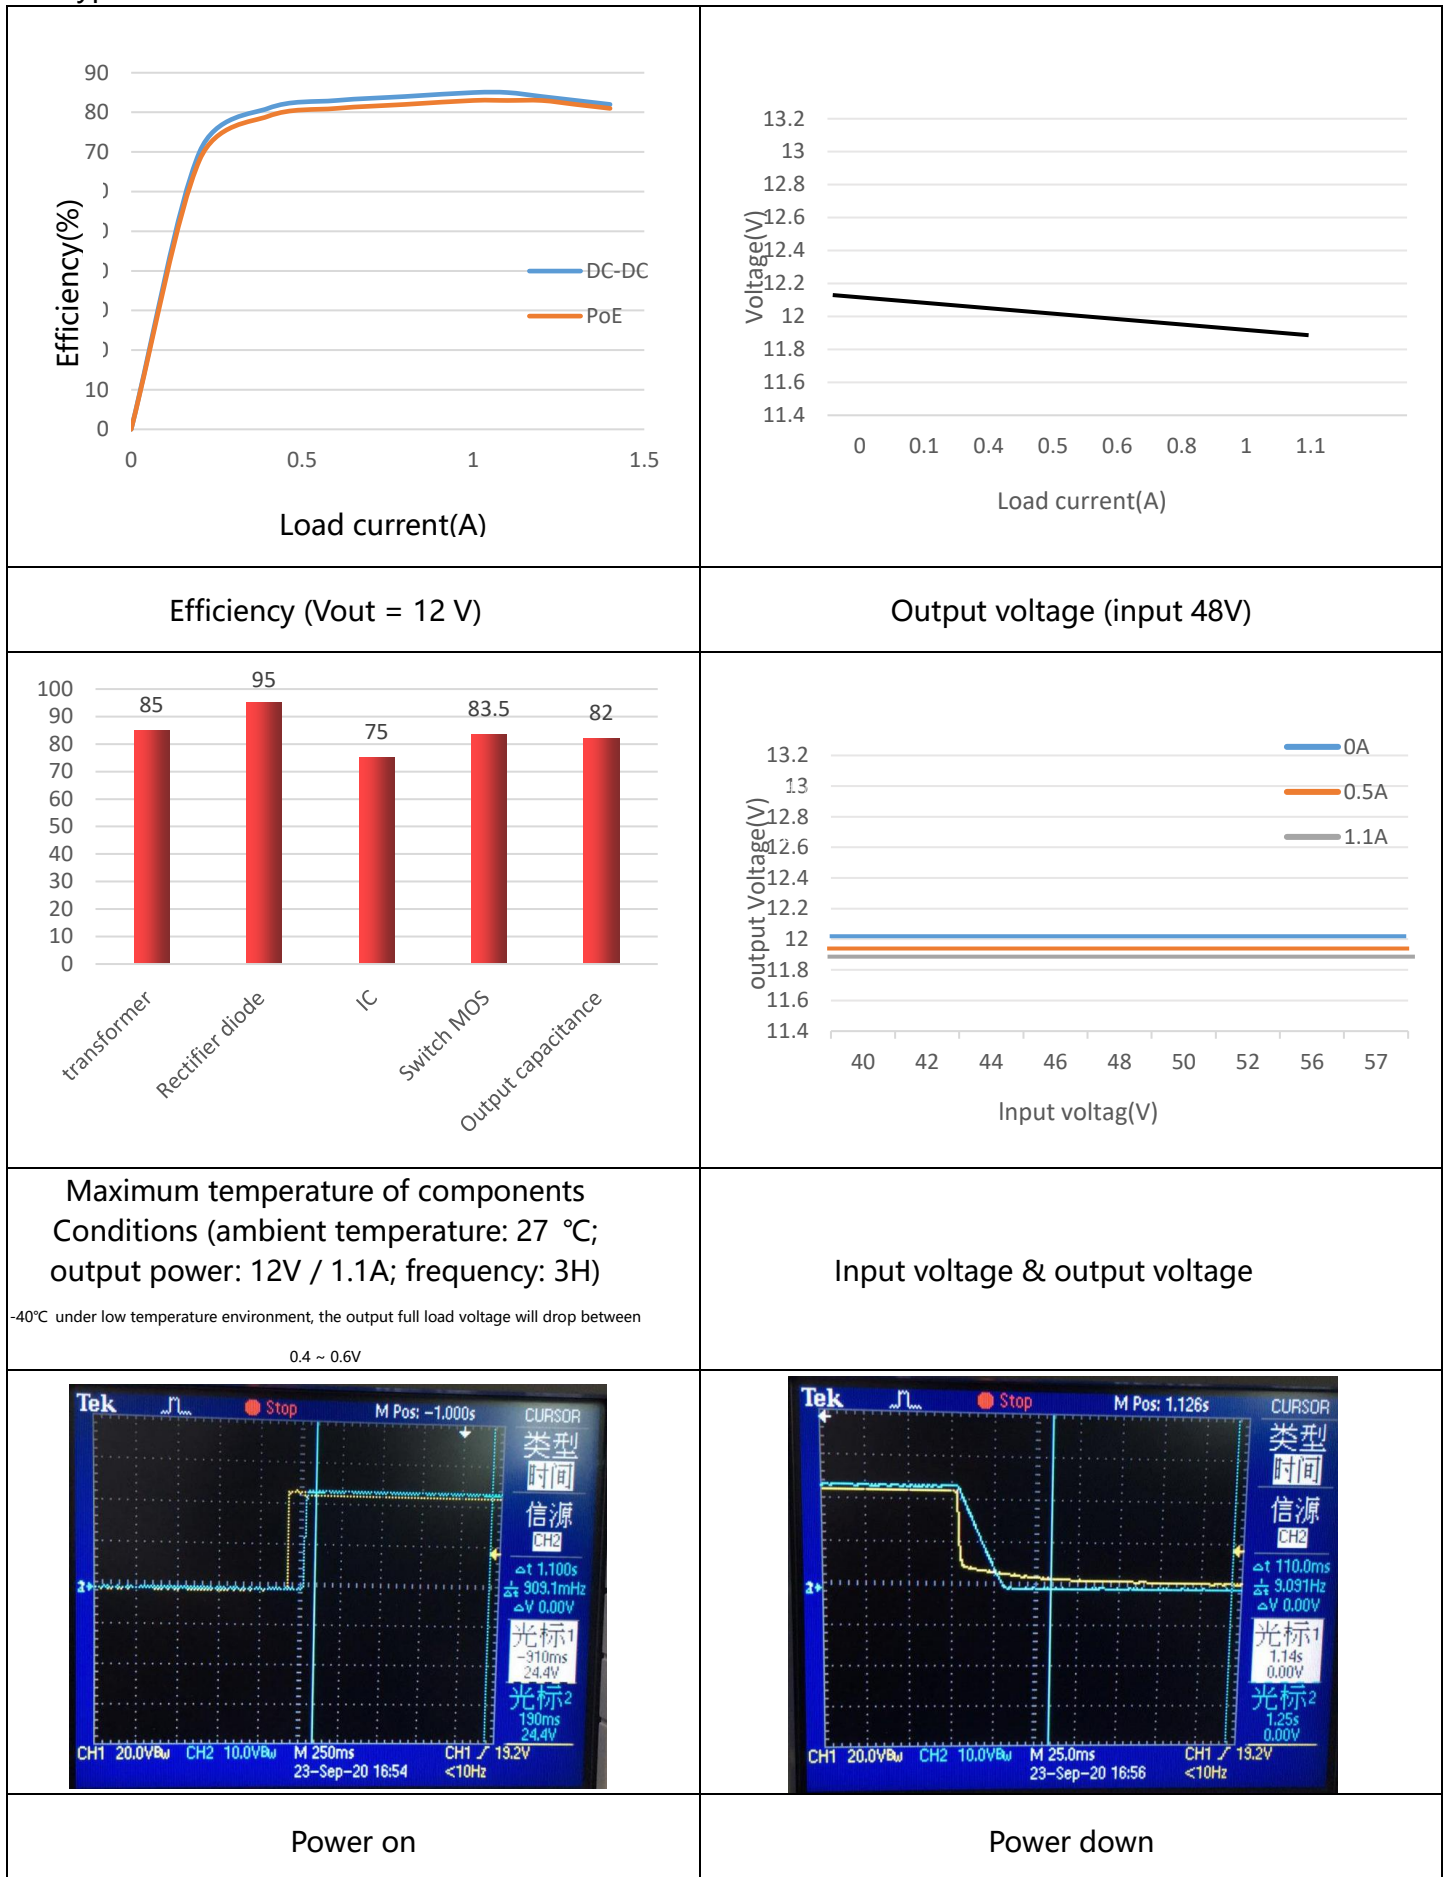 90
80
70
10
0
Efficiency(%)
DC-DC
PoE
0 0.5 1 1.5
Load current(A)
13.2
13
12.8
12.6
12.4
12.2
12
11.8
11.6
11.4
Voltage(V)
0 0.1 0.4 0.5 0.6 0.8 1 1.1
Load current(A)
Efficiency (Vout = 12 V)
Output voltage (input 48V)
100
90
80
70
60
50
40
30
20
10
0
85
95
75
83.5
82
transformer
Rectifier diode
IC
Switch MOS
Output capacitance
13.2
13
12.8
12.6
12.4
12.2
12
11.8
11.6
11.4
output Voltage(V)
0A
0.5A
1.1A
40 42 44 46 48 50 52 56 57
Input voltag(V)
Maximum temperature of components
Conditions (ambient temperature: 27 ℃;
output power: 12V / 1.1A; frequency: 3H)
-40℃ under low temperature environment, the output full load voltage will drop between
0.4 ~ 0.6V
Input voltage & output voltage
Tek Stop M Pos: -1.000s CURSOR
类型
时间
信源
CH2
△t 1.100s
909.1mHz
△V 0.00V
光标1
-910ms
24.4V
光标2
190ms
24.4V
2
CH1 20.0VBw CH2 10.0VBw M 250ms CH1 19.2V
23-Sep-20 16:54 <10Hz
Tek Stop M Pos: 1.126s CURSOR
类型
时间
信源
CH2
△t 110.0ms
9.091Hz
△V 0.00V
光标1
1.14s
0.00V
光标2
1.25s
0.00V
2
CH1 20.0VBw CH2 10.0VBw M 25.0ms CH1 19.2V
23-Sep-20 16:56 <10Hz
Power on
Power down